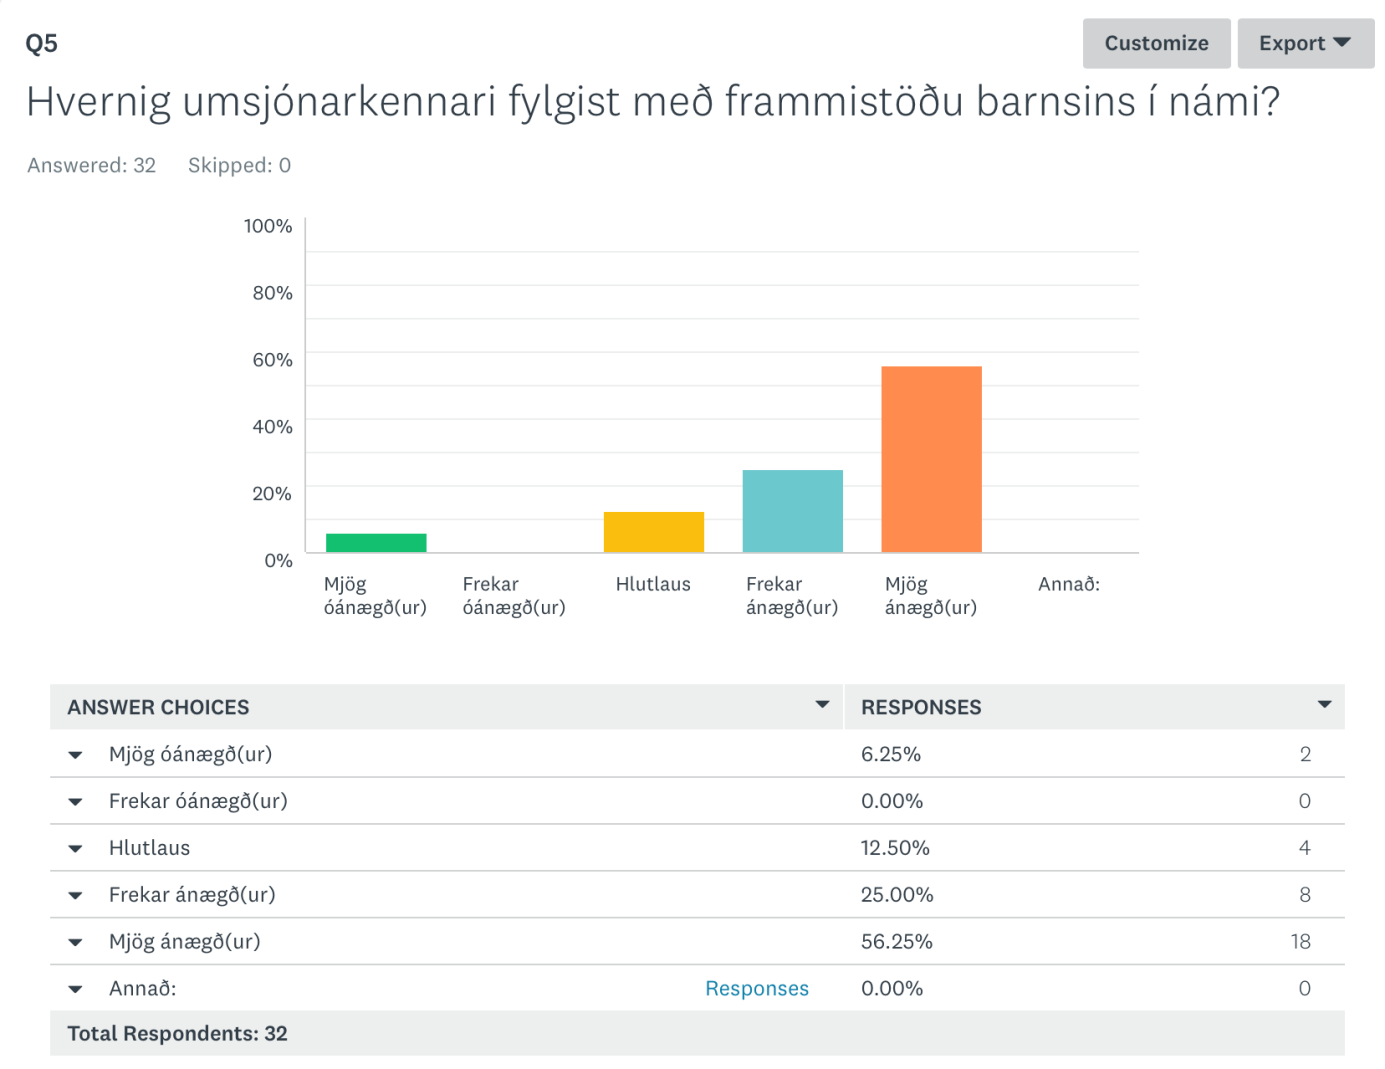 Q5
Customize
Export
Hvernig umsjónarkennari fylgist með frammistöðu barnsins í námi?
Answered: 32 Skipped: 0
100%
80%
60%
40%
20%
0%
Mjög óánægð(ur)
Frekar óánægð(ur)
Hlutlaus
Frekar ánægð(ur)
Mjög ánægð(ur)
Annað:
ANSWER CHOICES RESPONSES
Mjög óánægð(ur) 6.25% 2
Frekar óánægð(ur) 0.00% 0
Hlutlaus 12.50% 4
Frekar ánægð(ur) 25.00% 8
Mjög ánægð(ur) 56.25% 18
Annað: Responses 0.00% 0
Total Respondents: 32